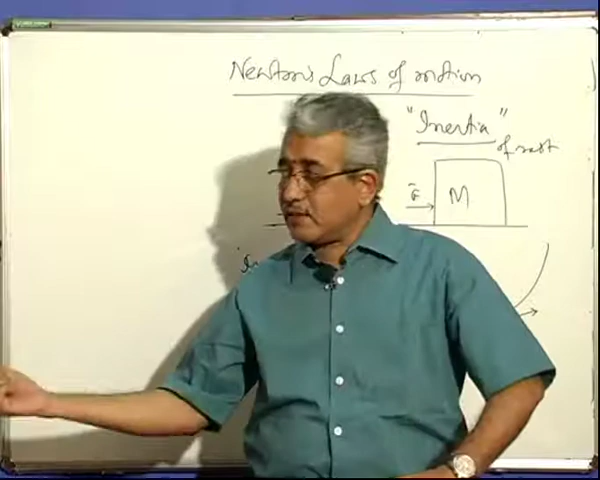 Newton's Laws of motion
"Inertia"
of rest
F
M